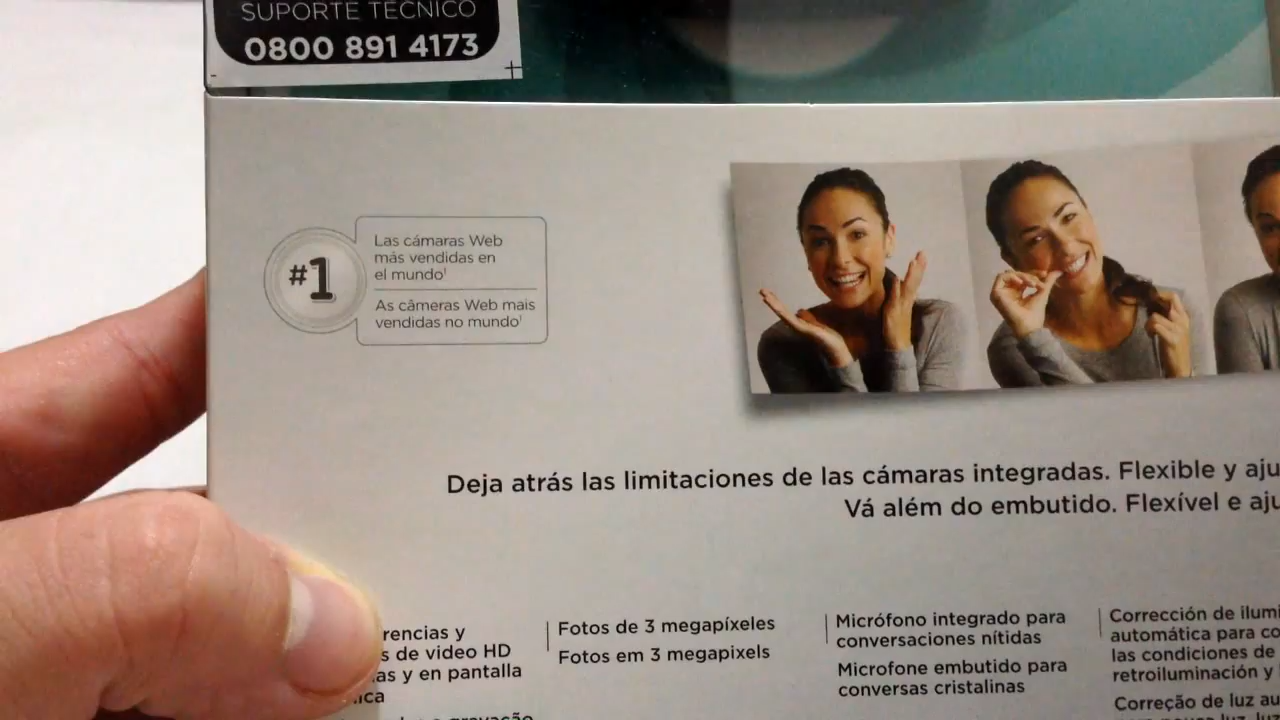 SUPORTE TÉCNICO
0800 891 4173
#1
Las cámaras Web
más vendidas en
el mundo¹
As câmeras Web mais
vendidas no mundo¹
Deja atrás las limitaciones de las cámaras integradas. Flexible y aju
Vá além do embutido. Flexível e aju
rencias y
s de video HD
as y en pantalla
ica
Fotos de 3 megapíxeles
Fotos em 3 megapixels
Micrófono integrado para
conversaciones nítidas
Microfone embutido para
conversas cristalinas
Corrección de ilumi
automática para co
las condiciones de
retroiluminación y
Correção de luz au